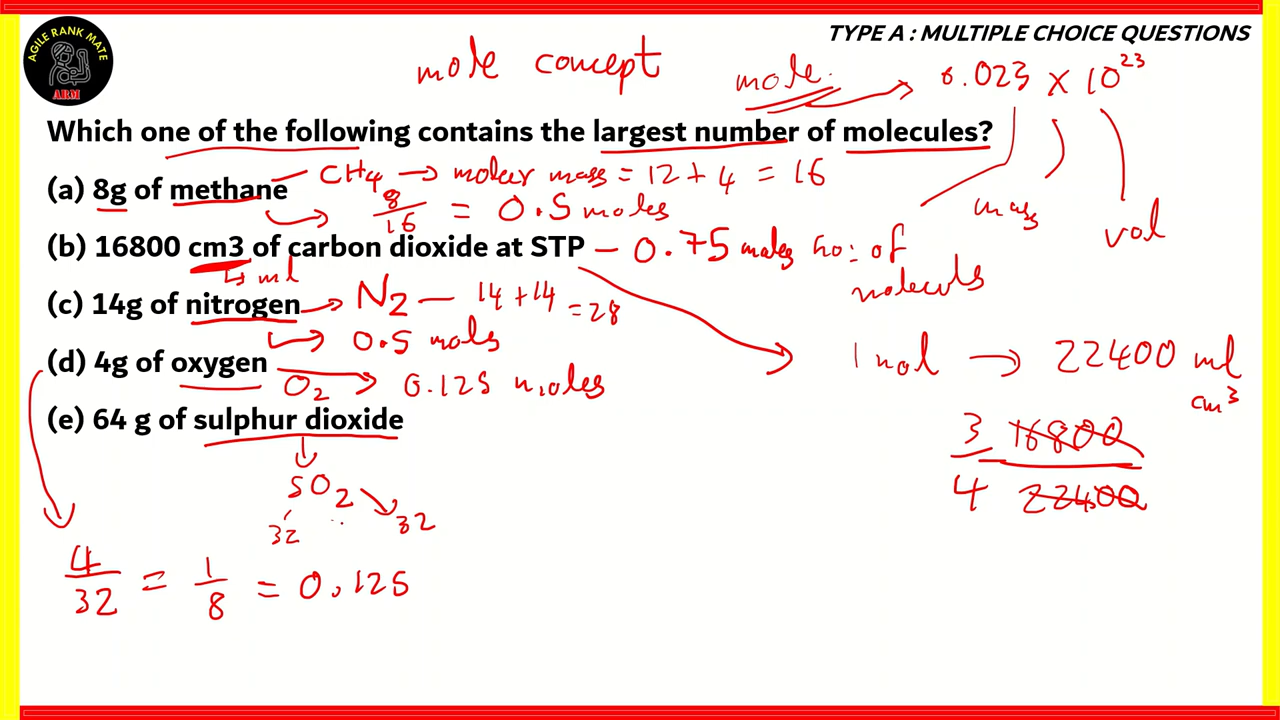 AGILE RANK MATE
ARM
TYPE A : MULTIPLE CHOICE QUESTIONS
mole concept
mole. 6.023 x 10²³
Which one of the following contains the largest number of molecules?
(a) 8g of methane
CH4 → molar mass = 12 + 4 = 16
8/16 = 0.5 moles
mass
vol
(b) 16800 cm3 of carbon dioxide at STP – 0.75 moles
no: of
molecules
↳ ml
(c) 14g of nitrogen → N2 – 14 + 14 = 28
↳ 0.5 mols
1 mol → 22400 ml
cm³
(d) 4g of oxygen
O2 → 0.125 moles
(e) 64 g of sulphur dioxide
3 16800
4 22400
SO2
32
32
4/32 = 1/8 = 0.125